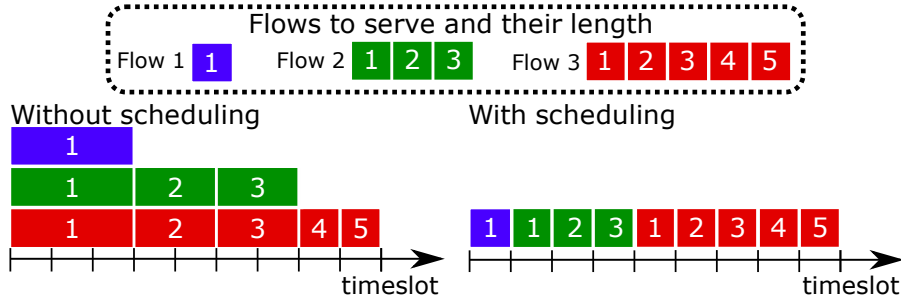 Flows to serve and their length
Flow 1 1 Flow 2 1 2 3 Flow 3 1 2 3 4 5
Without scheduling
1
1 2 3
1 2 3 4 5
timeslot
With scheduling
1 1 2 3 1 2 3 4 5
timeslot